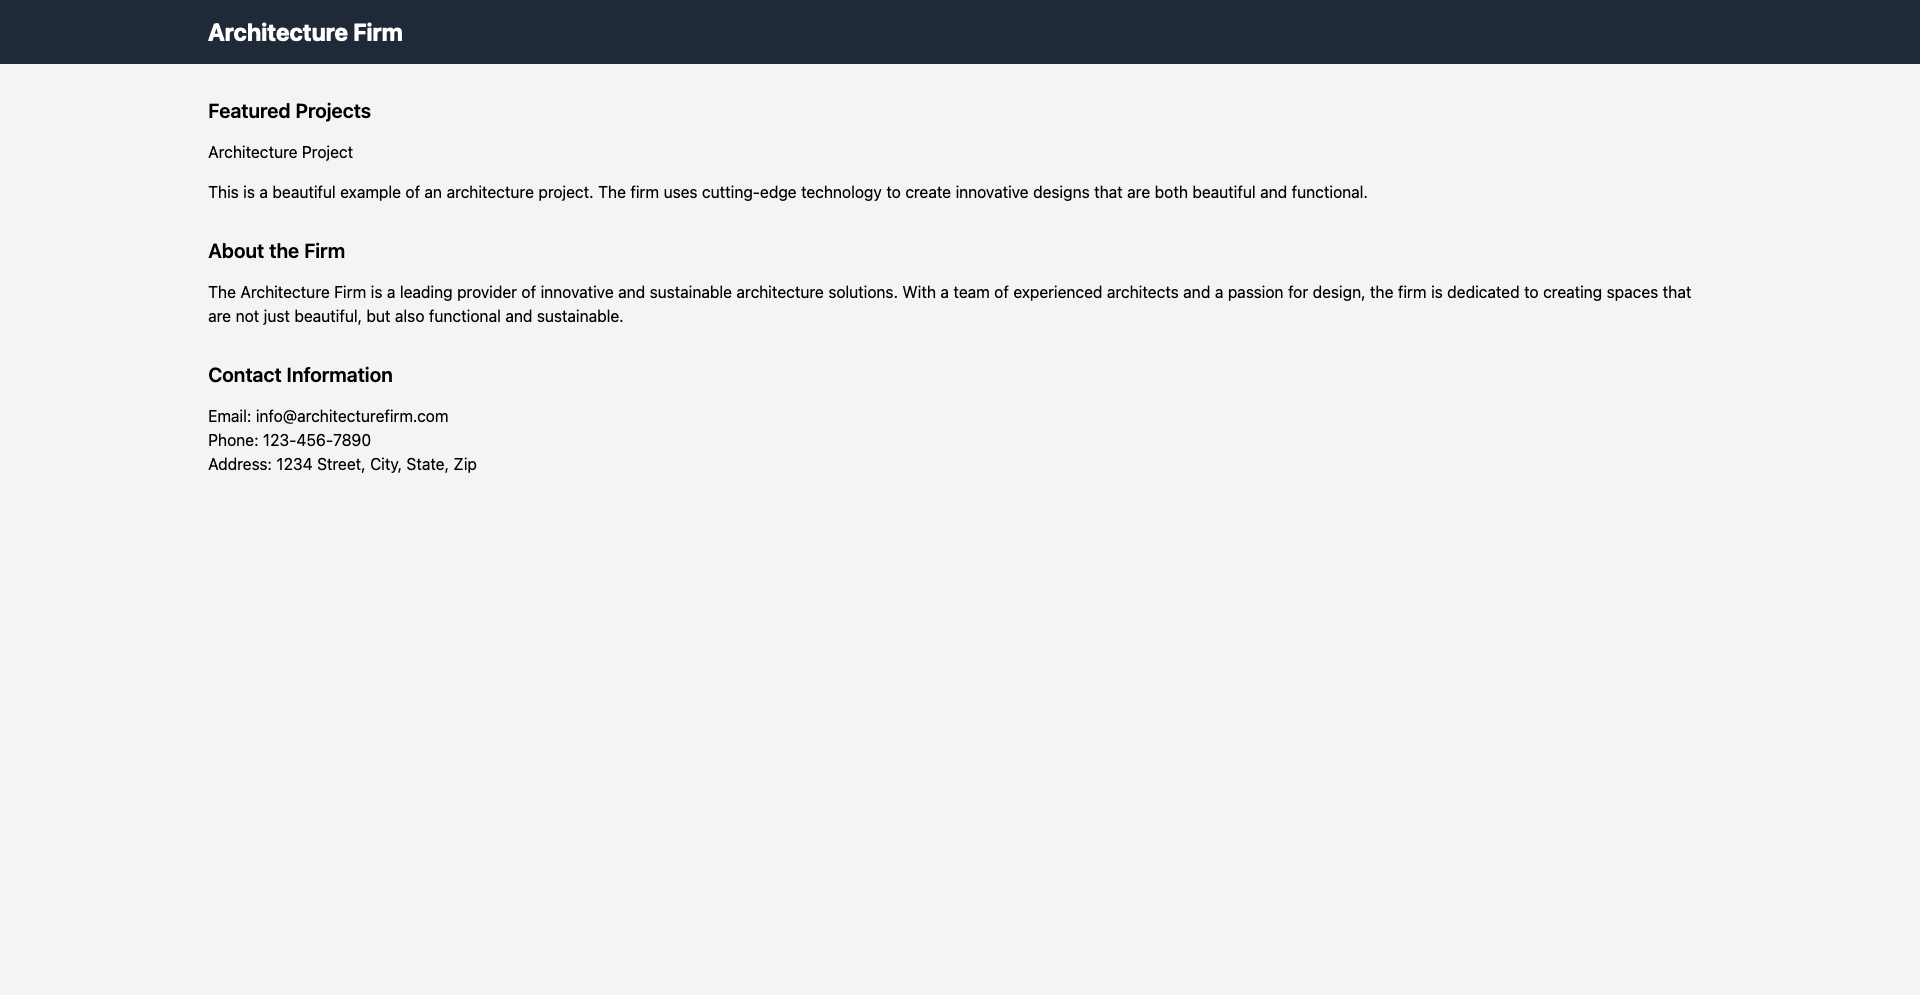 Architecture Firm
Featured Projects
Architecture Project
This is a beautiful example of an architecture project. The firm uses cutting-edge technology to create innovative designs that are both beautiful and functional.
About the Firm
The Architecture Firm is a leading provider of innovative and sustainable architecture solutions. With a team of experienced architects and a passion for design, the firm is dedicated to creating spaces that
are not just beautiful, but also functional and sustainable.
Contact Information
Email: info@architecturefirm.com
Phone: 123-456-7890
Address: 1234 Street, City, State, Zip